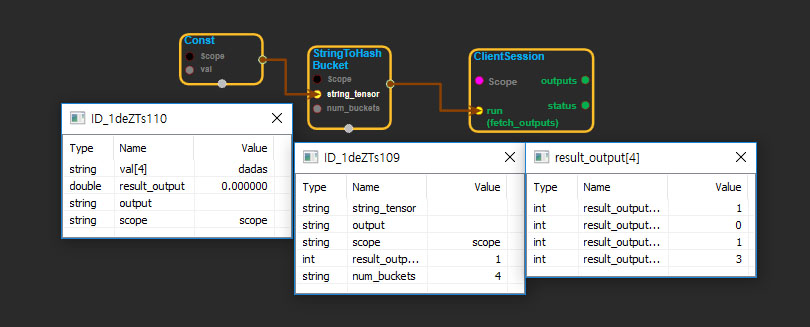 Const
Scope
val
StringToHash
Bucket
Scope
string_tensor
num_buckets
ClientSession
Scope outputs
status
run
(fetch_outputs)
ID_1deZTs110
Type Name Value
string val[4] dadas
double result_output 0.000000
string output
string scope scope
ID_1deZTs109
Type Name Value
string string_tensor
string output
string scope scope
int result_outp... 1
string num_buckets 4
result_output[4]
Type Name Value
int result_output... 1
int result_output... 0
int result_output... 1
int result_output... 3